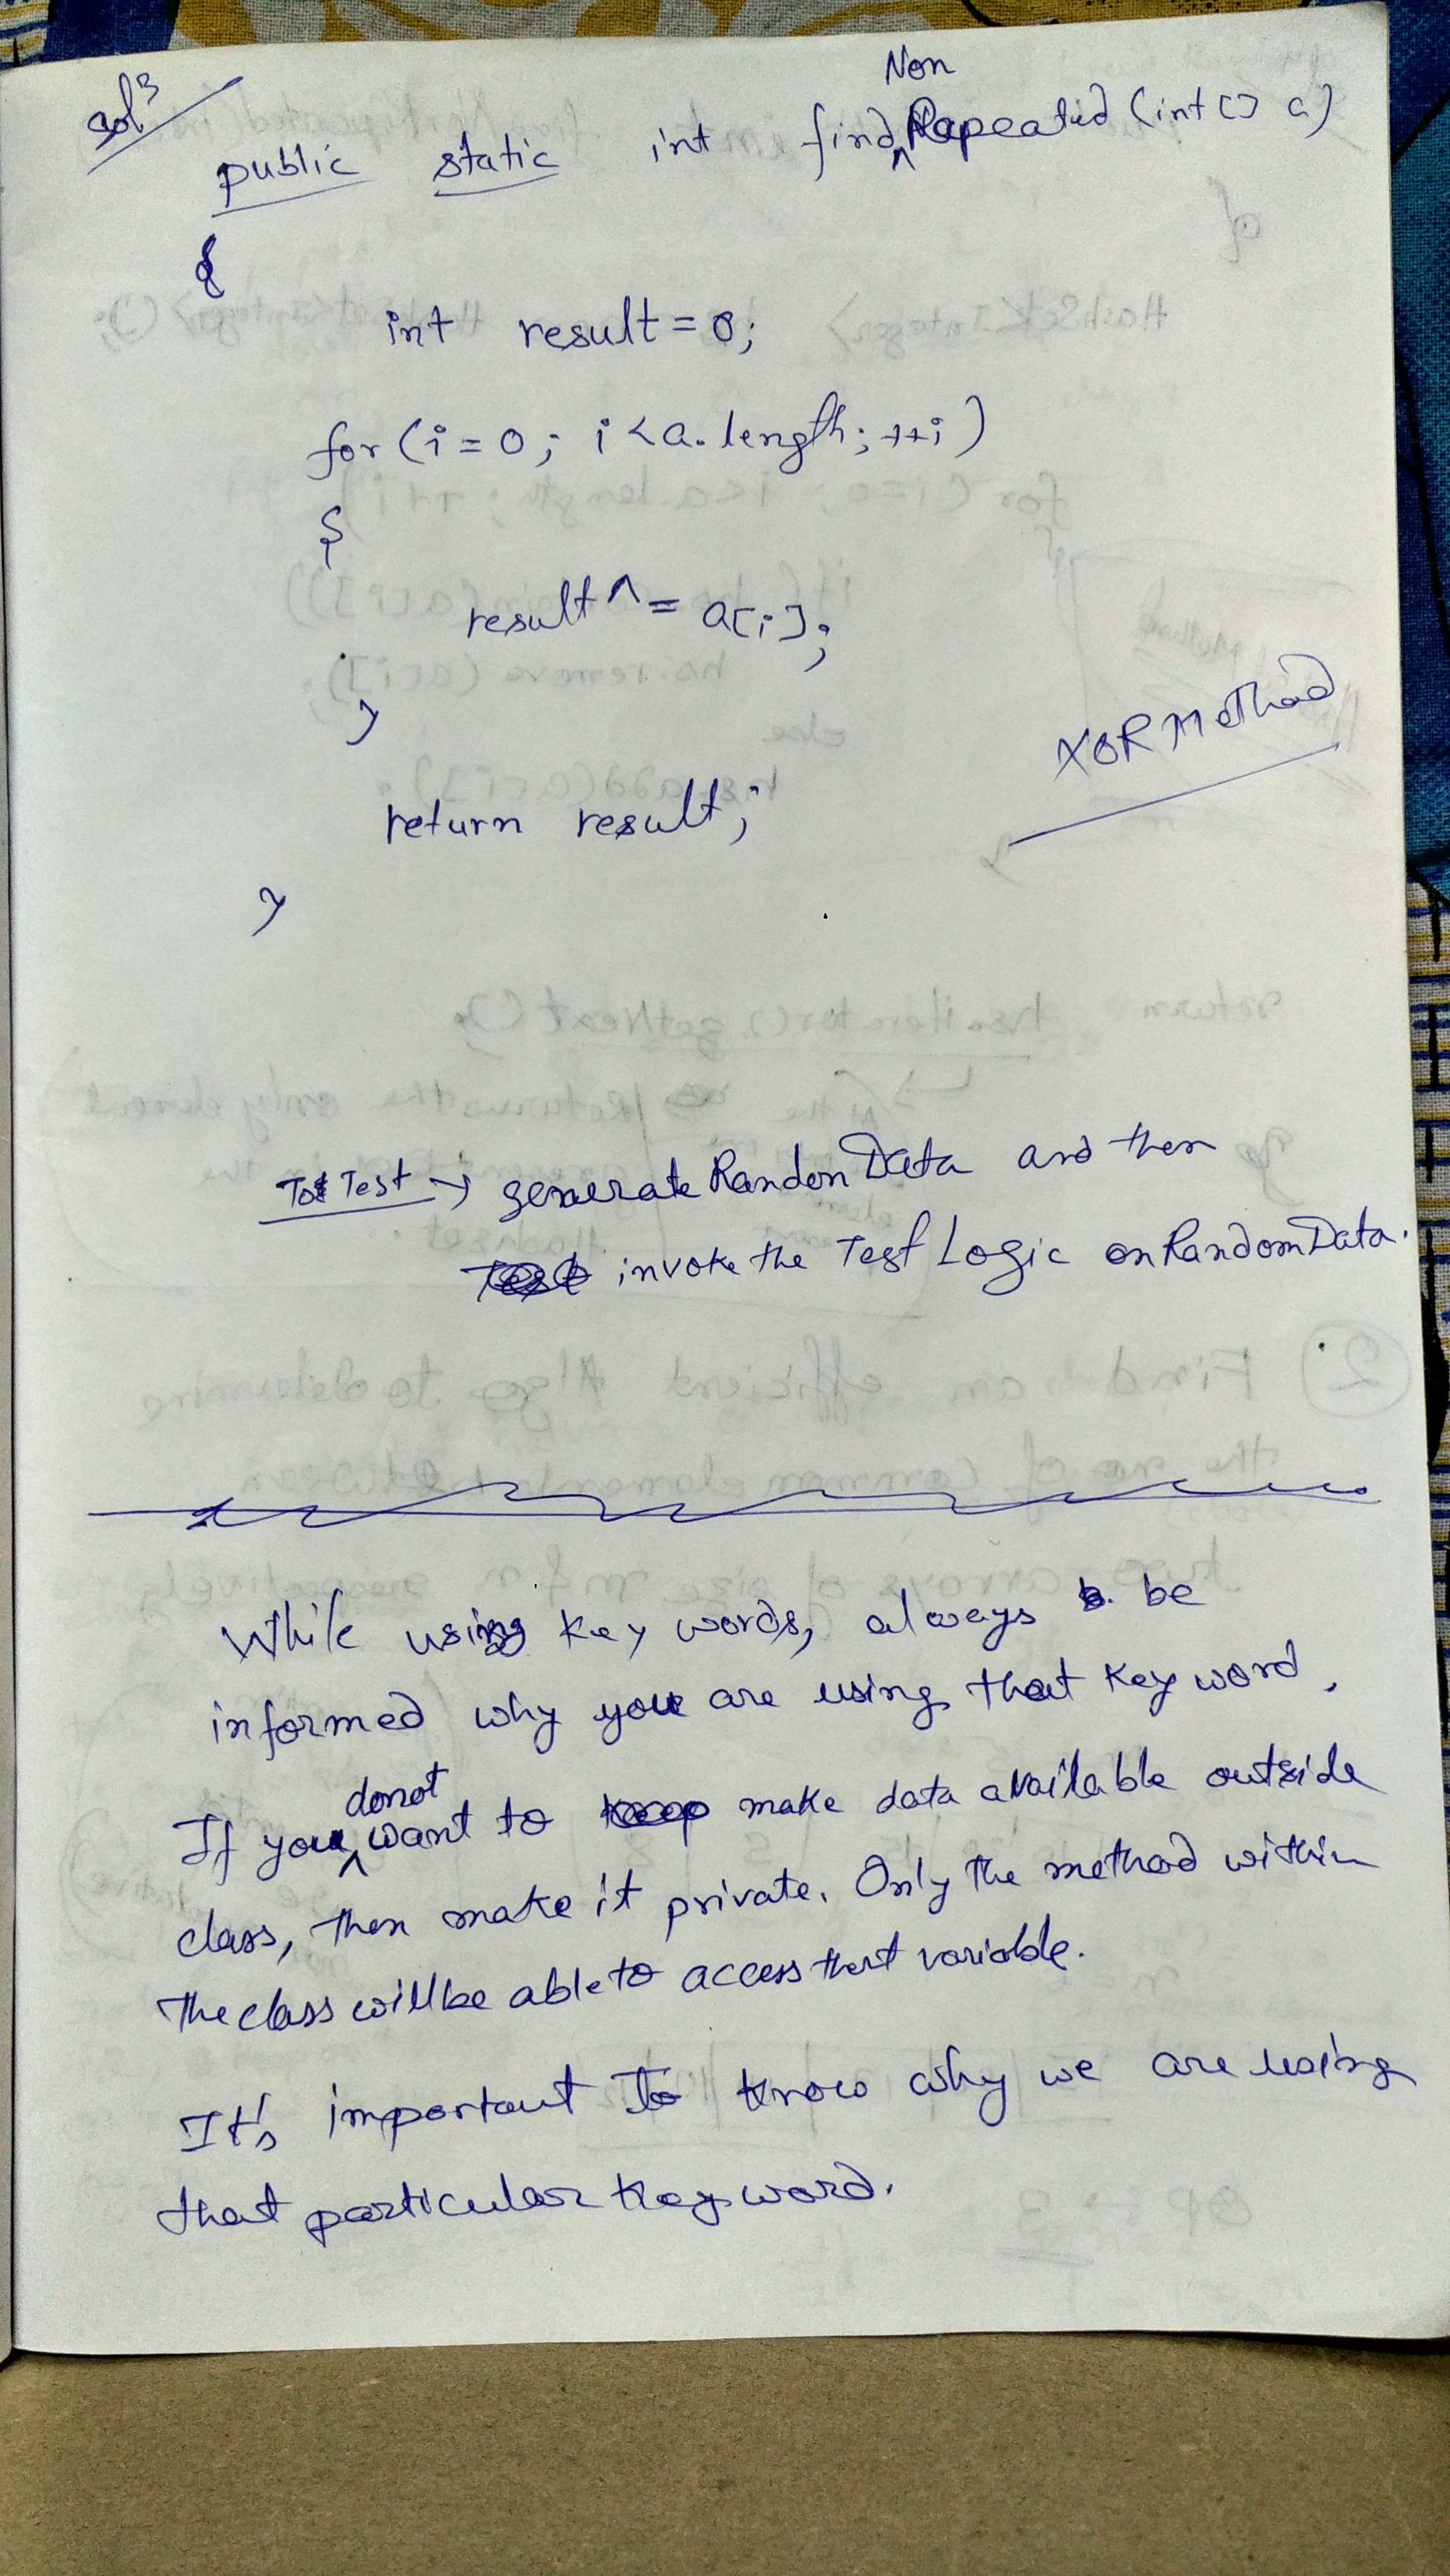 Solⁿ
Non
public static int find^Repeated (int [] a)
{
int result = 0;
for (i = 0; i < a.length; ++i)
{
result ^= a[i];
}
XOR Method
return result;
}
To Test → generate Randon Data and then
invoke the Test Logic on Random Data.
While using key words, always be
informed why you are using that key word.
donot
If you ^ want to make data available outside
class, then make it private. Only the method within
the class will be able to access that variable.
It's important to know why we are using
that particular key word.